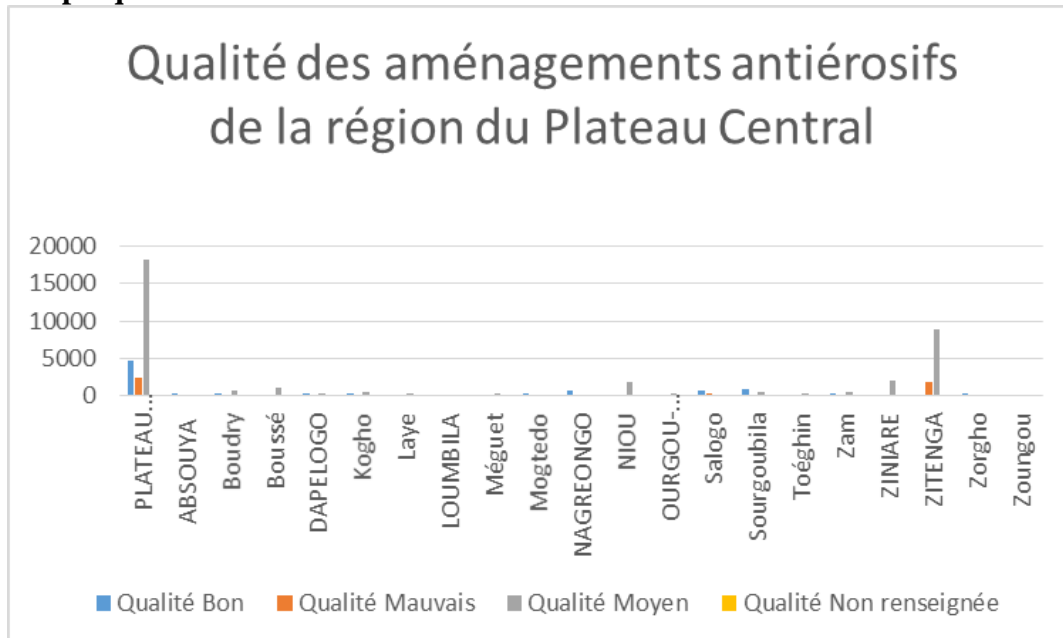 Qualité des aménagements antiérosifs
de la région du Plateau Central
20000
15000
10000
5000
0
PLATEAU...
ABSOUYA
Boudry
Boussé
DAPELOGO
Kogho
Laye
LOUMBILA
Méguet
Mogtedo
NAGREONGO
NIOU
OURGOU-...
Salogo
Sourgoubila
Toéghin
Zam
ZINIARE
ZITENGA
Zorgho
Zoungou
Qualité Bon Qualité Mauvais Qualité Moyen Qualité Non renseignée